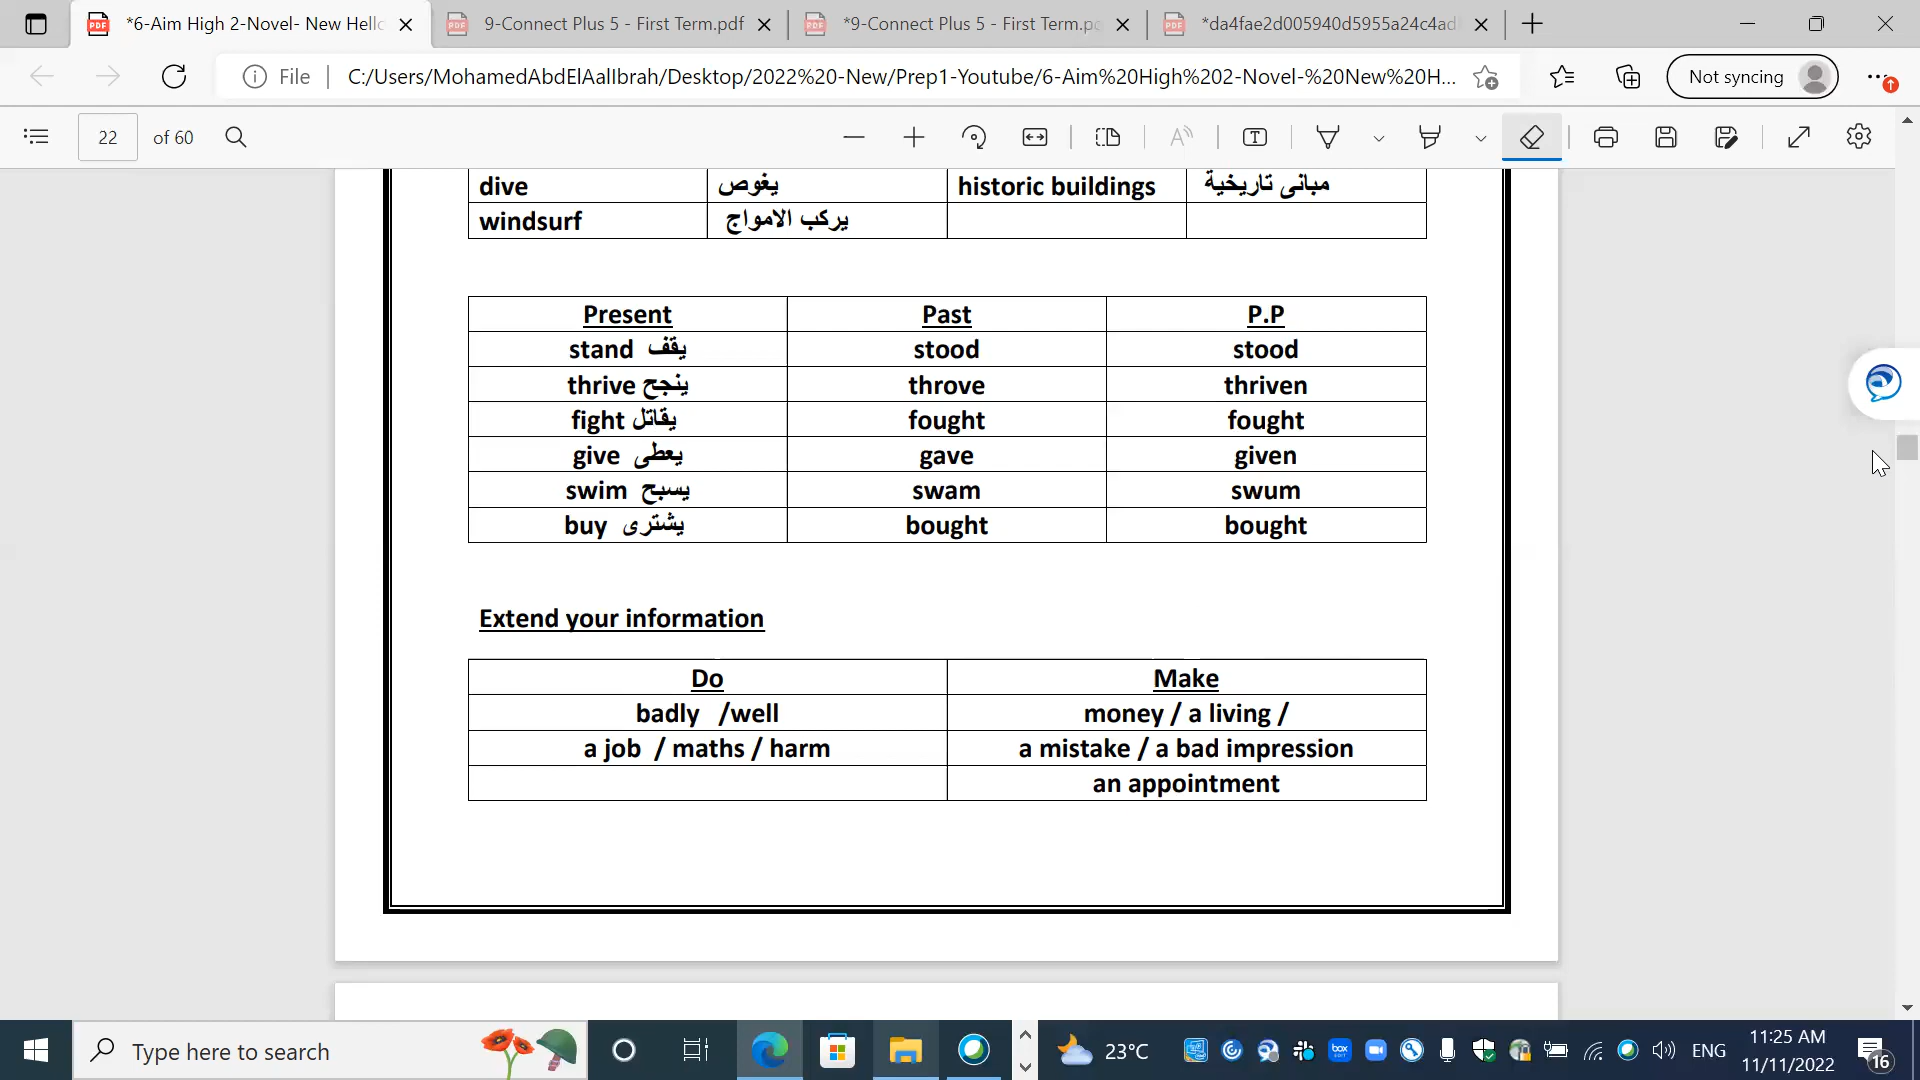 *6-Aim High 2-Novel- New Hello
9-Connect Plus 5 - First Term.pdf
*9-Connect Plus 5 - First Term.pd
*da4fae2d005940d5955a24c4ad
File
C:/Users/MohamedAbdElAalIbrah/Desktop/2022%20-New/Prep1-Youtube/6-Aim%20High%202-Novel-%20New%20H...
Not syncing
22 of 60
dive يغوص historic buildings مبانى تاريخية
windsurf يركب الامواج
Present Past P.P
stand يقف stood stood
thrive ينجح throve thriven
fight يقاتل fought fought
give يعطى gave given
swim يسبح swam swum
buy يشترى bought bought
Extend your information
Do Make
badly /well money / a living /
a job / maths / harm a mistake / a bad impression
an appointment
Type here to search
23°C
ENG
11:25 AM
11/11/2022
16